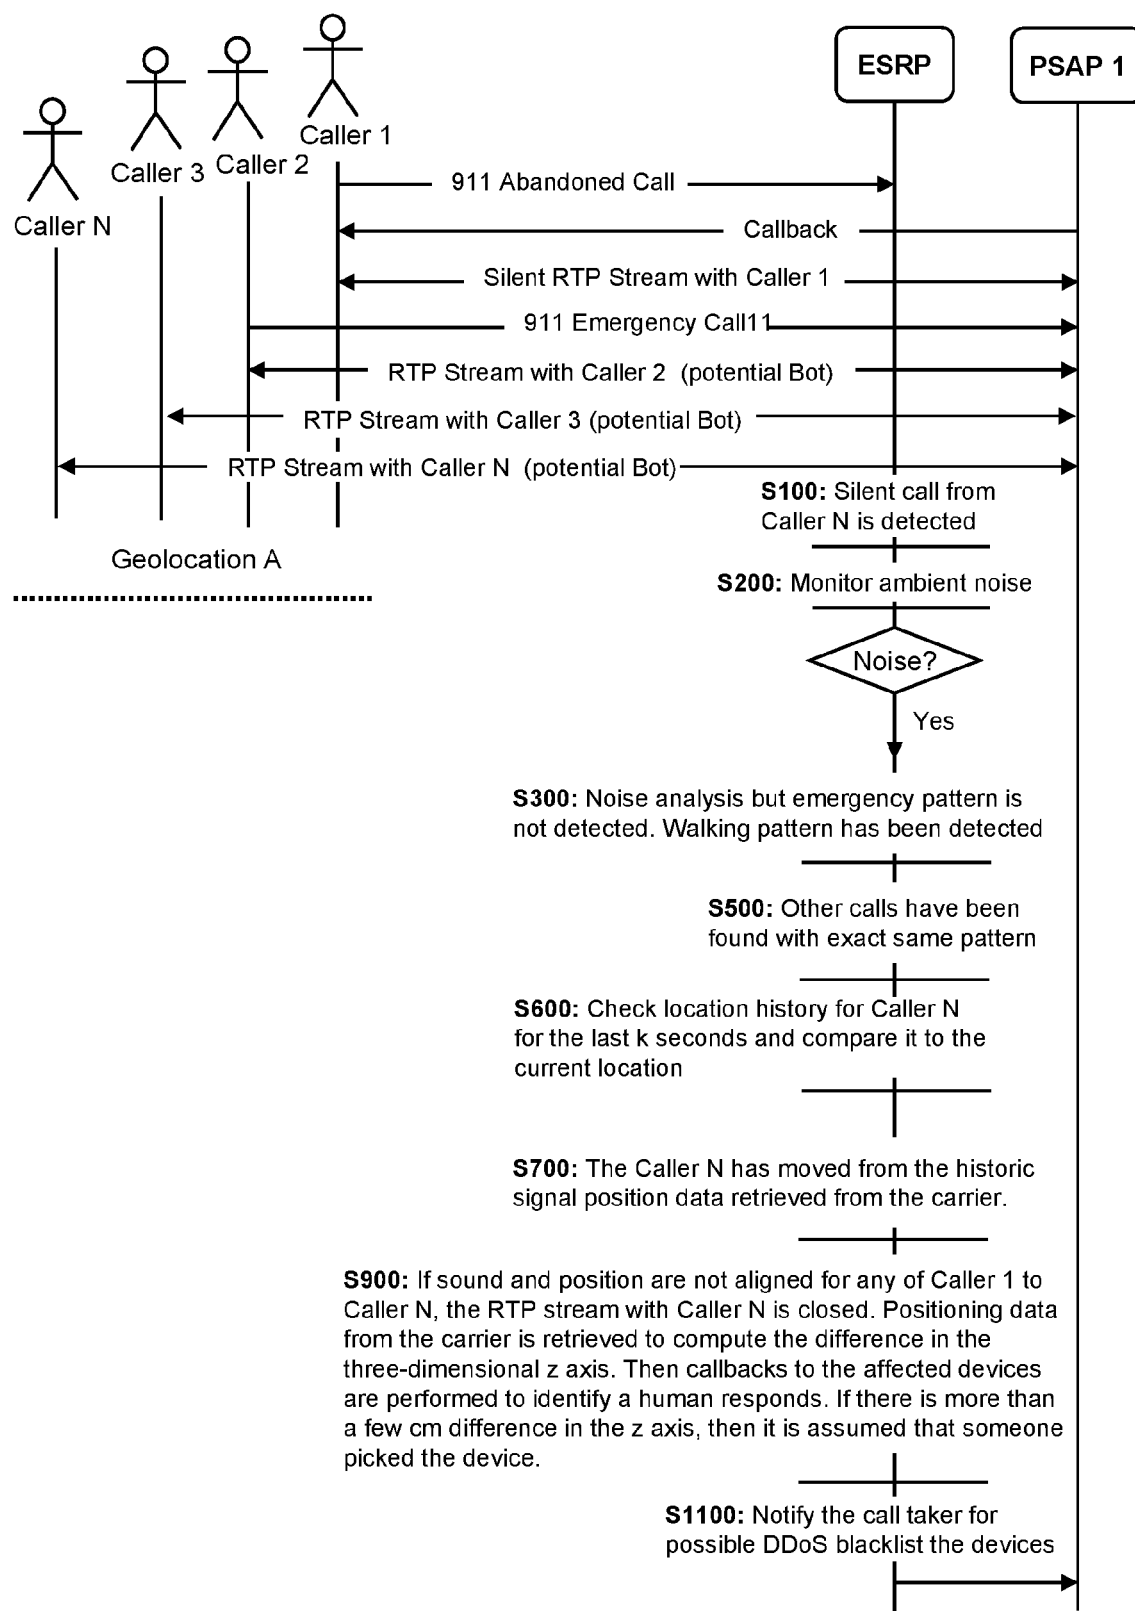 ESRP
PSAP 1
Caller 1
Caller 2
Caller 3
Caller N
911 Abandoned Call
Callback
Silent RTP Stream with Caller 1
911 Emergency Call11
RTP Stream with Caller 2 (potential Bot)
RTP Stream with Caller 3 (potential Bot)
RTP Stream with Caller N (potential Bot)
S100: Silent call from
Caller N is detected
Geolocation A
S200: Monitor ambient noise
Noise?
Yes
S300: Noise analysis but emergency pattern is
not detected. Walking pattern has been detected
S500: Other calls have been
found with exact same pattern
S600: Check location history for Caller N
for the last k seconds and compare it to the
current location
S700: The Caller N has moved from the historic
signal position data retrieved from the carrier.
S900: If sound and position are not aligned for any of Caller 1 to
Caller N, the RTP stream with Caller N is closed. Positioning data
from the carrier is retrieved to compute the difference in the
three-dimensional z axis. Then callbacks to the affected devices
are performed to identify a human responds. If there is more than
a few cm difference in the z axis, then it is assumed that someone
picked the device.
S1100: Notify the call taker for
possible DDoS blacklist the devices